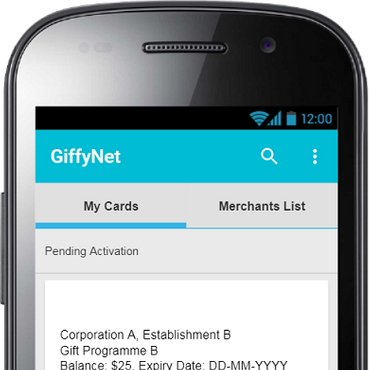 12:00
GiffyNet
My Cards
Merchants List
Pending Activation
Corporation A, Establishment B
Gift Programme B
Balance: $25, Expiry Date: DD-MM-YYYY